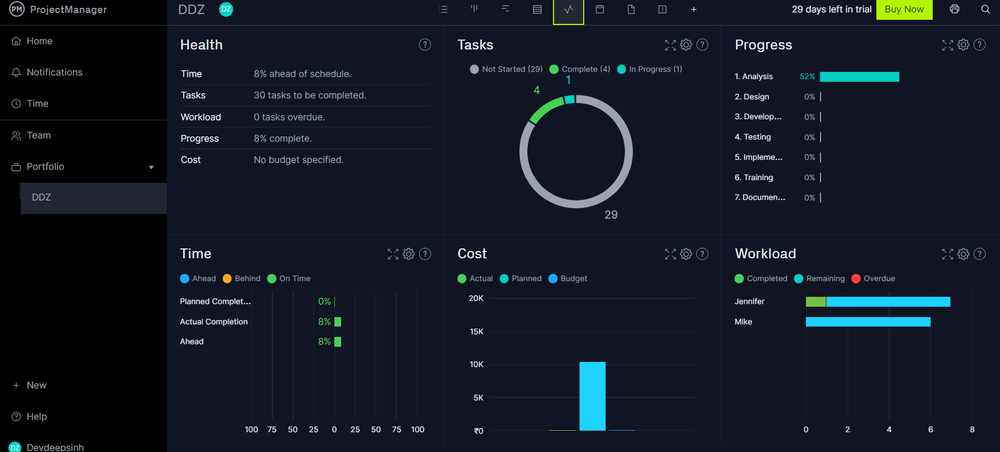 PM ProjectManager
DDZ DZ
29 days left in trial Buy Now
Home
Notifications
Time
Team
Portfolio
DDZ
+ New
Help
DZ Devdeepsinh
Health
Time 8% ahead of schedule.
Tasks 30 tasks to be completed.
Workload 0 tasks overdue.
Progress 8% complete.
Cost No budget specified.
Tasks
Not Started (29) Complete (4) In Progress (1)
1
4
29
Progress
1. Analysis 52%
2. Design 0%
3. Develop... 0%
4. Testing 0%
5. Impleme... 0%
6. Training 0%
7. Documen... 0%
Time
Ahead Behind On Time
Planned Complet... 0%
Actual Completion 8%
Ahead 8%
100 75 50 25 0 25 50 75 100
Cost
Actual Planned Budget
20K
15K
10K
5K
₹0
Workload
Completed Remaining Overdue
Jennifer
Mike
0 2 4 6 8